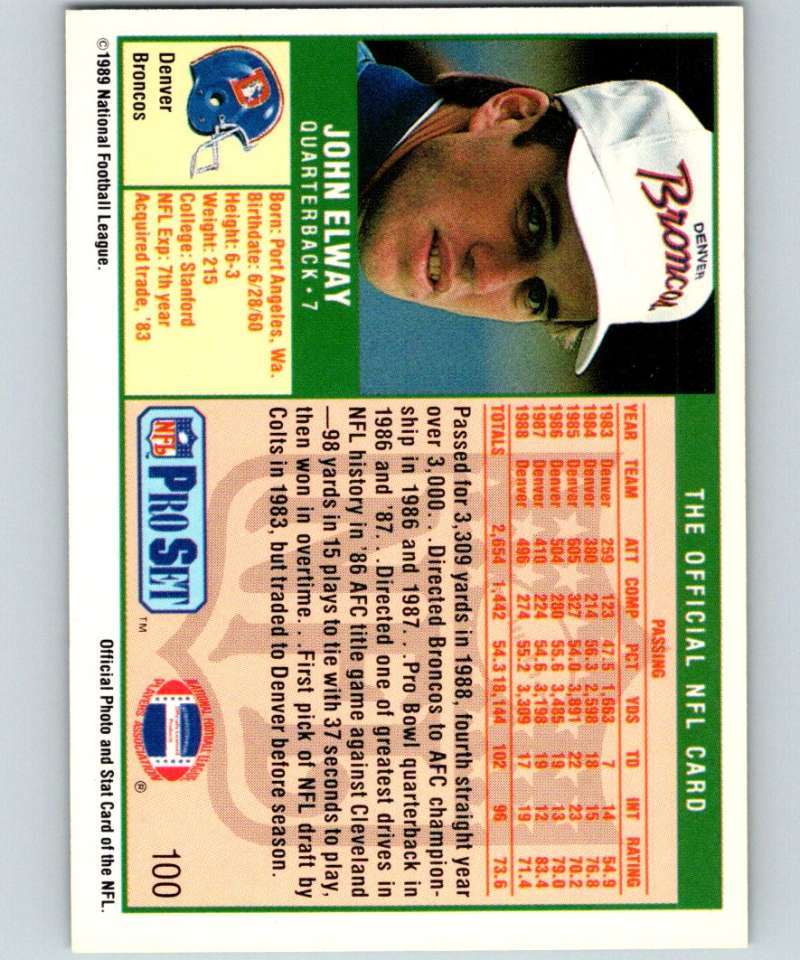 THE OFFICIAL NFL CARD
DENVER
Broncos
JOHN ELWAY
QUARTERBACK • 7
Denver
Broncos
Born: Port Angeles, Wa.
Birthdate: 6/28/60
Height: 6-3
Weight: 215
College: Stanford
NFL Exp: 7th year
Acquired trade, '83
PASSING
YEAR TEAM ATT COMP PCT YDS TD INT RATING
1983 Denver 259 123 47.5 1,663 7 14 54.9
1984 Denver 380 214 56.3 2,598 18 15 76.8
1985 Denver 605 327 54.0 3,891 22 23 70.2
1986 Denver 504 280 55.6 3,485 19 13 79.0
1987 Denver 410 224 54.6 3,198 19 12 83.4
1988 Denver 496 274 55.2 3,309 17 19 71.4
TOTALS 2,654 1,442 54.3 18,144 102 96 73.6
Passed for 3,309 yards in 1988, fourth straight year
over 3,000. . .Directed Broncos to AFC champion-
ship in 1986 and 1987. . .Pro Bowl quarterback in
1986 and '87. . .Directed one of greatest drives in
NFL history in '86 AFC title game against Cleveland
—98 yards in 15 plays to tie with 37 seconds to play,
then won in overtime. . .First pick of NFL draft by
Colts in 1983, but traded to Denver before season.
NFL PRO SET ™
NATIONAL FOOTBALL LEAGUE
PLAYERS ASSOCIATION ®
100
©1989 National Football League.
Official Photo and Stat Card of the NFL.